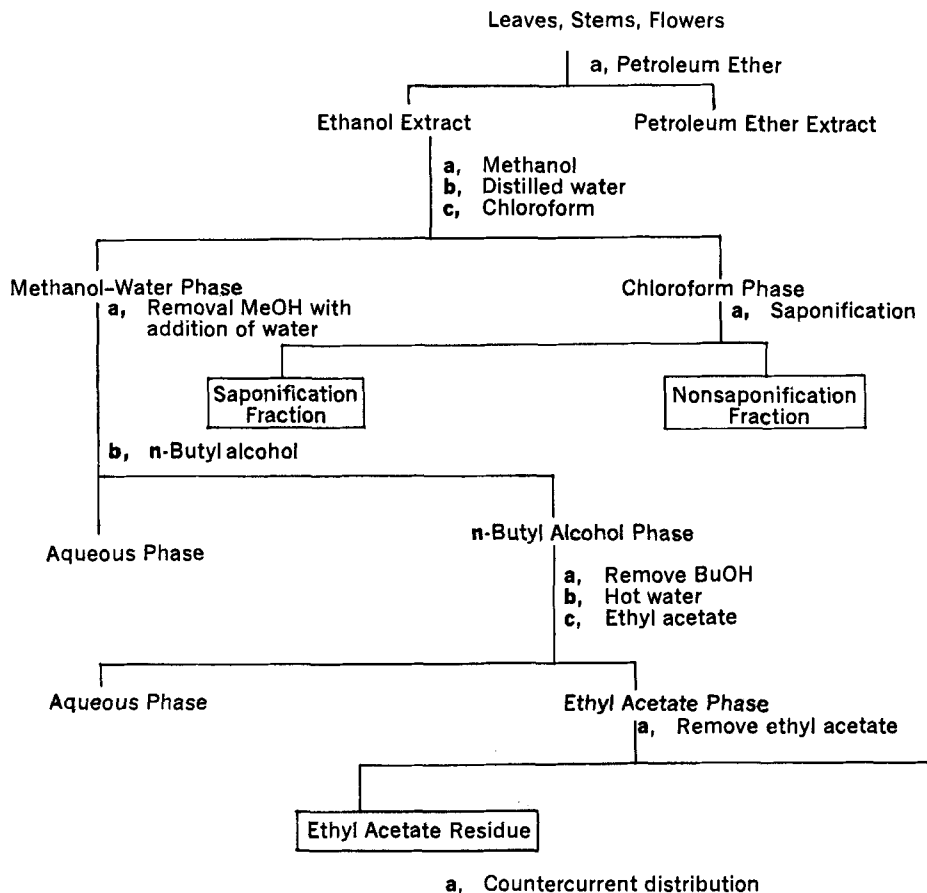 Leaves, Stems, Flowers
a, Petroleum Ether
Ethanol Extract
Petroleum Ether Extract
a, Methanol
b, Distilled water
c, Chloroform
Methanol-Water Phase
a, Removal MeOH with
addition of water
Chloroform Phase
a, Saponification
Saponification
Fraction
Nonsaponification
Fraction
b, n-Butyl alcohol
Aqueous Phase
n-Butyl Alcohol Phase
a, Remove BuOH
b, Hot water
c, Ethyl acetate
Aqueous Phase
Ethyl Acetate Phase
a, Remove ethyl acetate
Ethyl Acetate Residue
a, Countercurrent distribution